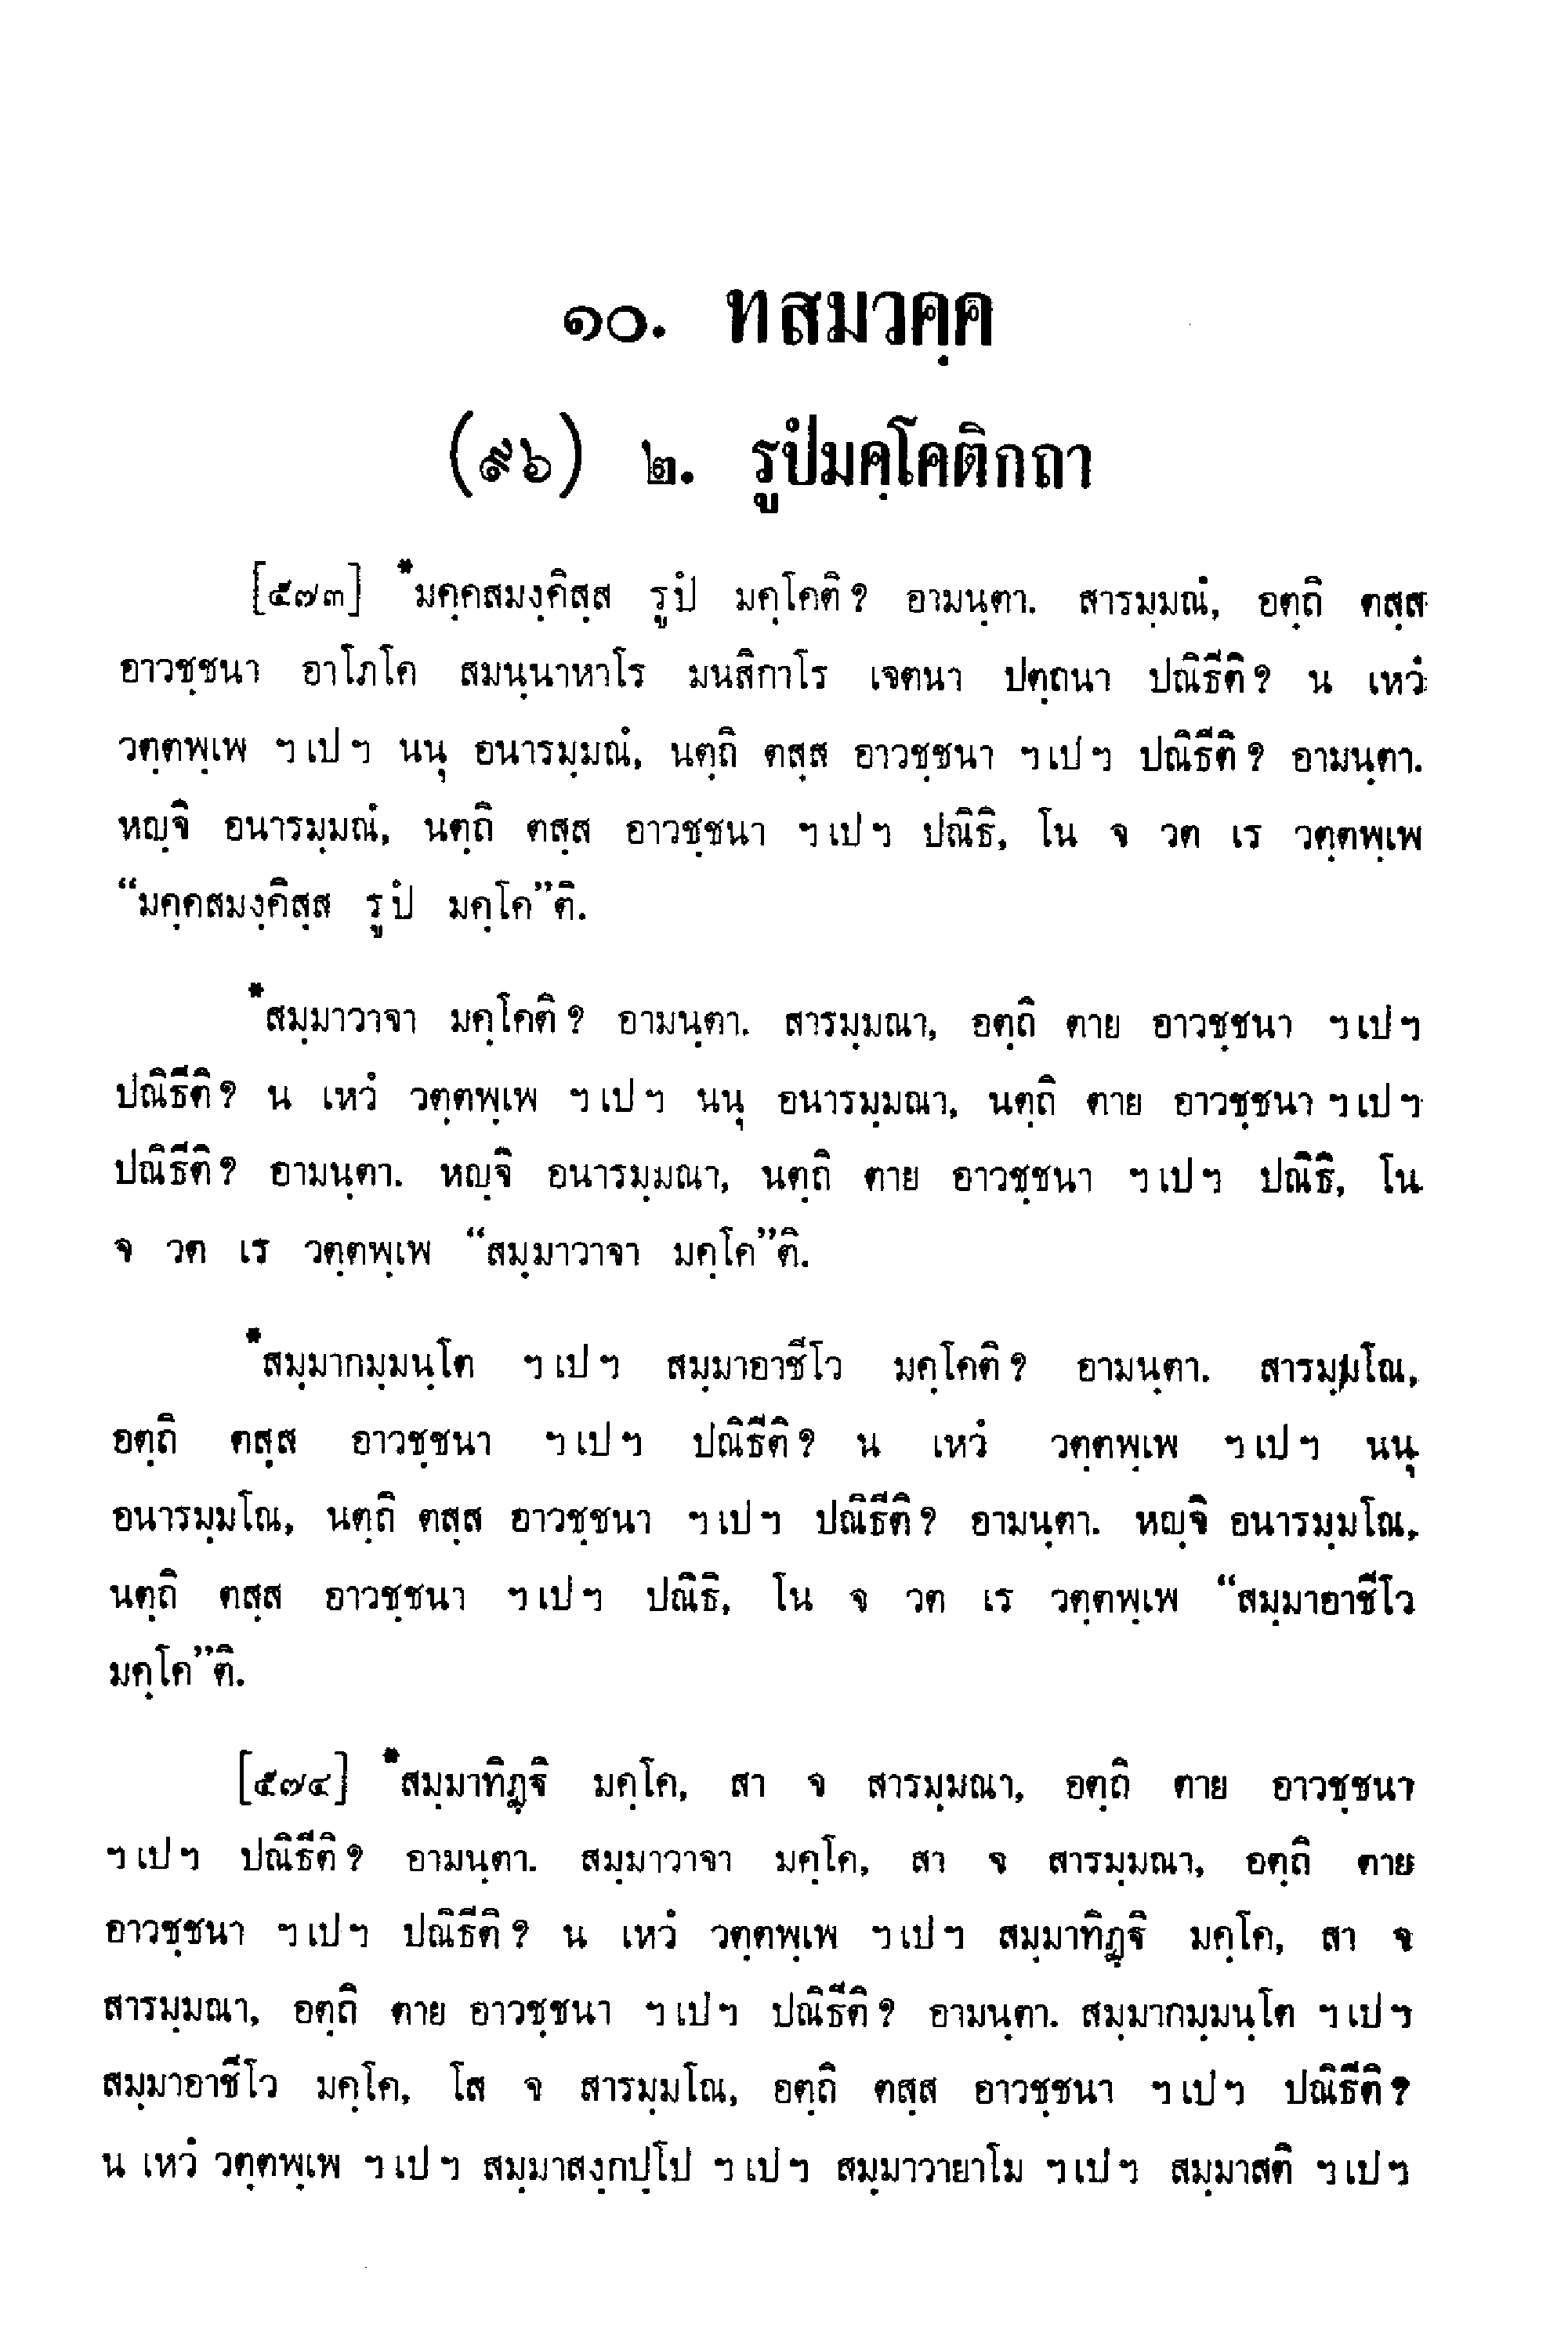 ๑๐. ทสมวคฺค
(๙๖) ๒. รูปํมคฺโคติกถา
[๕๗๓] *มคฺคสมงฺคิสฺส รูปํ มคฺโคติ? อามนฺตา. สารมฺมณํ, อตฺถิ ตสฺส
อาวชฺชนา อาโภโค สมนฺนาหาโร มนสิกาโร เจตนา ปตฺถนา ปณิธีติ? น เหวํ
วตฺตพฺเพ ฯเปฯ นนุ อนารมฺมณํ, นตฺถิ ตสฺส อาวชฺชนา ฯเปฯ ปณิธีติ? อามนฺตา.
หญฺจิ อนารมฺมณํ, นตฺถิ ตสฺส อาวชฺชนา ฯเปฯ ปณิธิ, โน จ วต เร วตฺตพฺเพ
“มคฺคสมงฺคิสฺส รูปํ มคฺโค”ติ.
*สมฺมาวาจา มคฺโคติ? อามนฺตา. สารมฺมณา, อตฺถิ ตาย อาวชฺชนา ฯเปฯ
ปณิธีติ? น เหวํ วตฺตพฺเพ ฯเปฯ นนุ อนารมฺมณา, นตฺถิ ตาย อาวชฺชนา ฯเปฯ
ปณิธีติ? อามนฺตา. หญฺจิ อนารมฺมณา, นตฺถิ ตาย อาวชฺชนา ฯเปฯ ปณิธิ, โน
จ วต เร วตฺตพฺเพ “สมฺมาวาจา มคฺโค”ติ.
*สมฺมากมฺมนฺโต ฯเปฯ สมฺมาอาชีโว มคฺโคติ? อามนฺตา. สารมฺมโณ,
อตฺถิ ตสฺส อาวชฺชนา ฯเปฯ ปณิธีติ? น เหวํ วตฺตพฺเพ ฯเปฯ นนุ
อนารมฺมโณ, นตฺถิ ตสฺส อาวชฺชนา ฯเปฯ ปณิธีติ? อามนฺตา. หญฺจิ อนารมฺมโณ,
นตฺถิ ตสฺส อาวชฺชนา ฯเปฯ ปณิธิ, โน จ วต เร วตฺตพฺเพ “สมฺมาอาชีโว
มคฺโค”ติ.
[๕๗๔] *สมฺมาทิฏฺฐิ มคฺโค, สา จ สารมฺมณา, อตฺถิ ตาย อาวชฺชนา
ฯเปฯ ปณิธีติ? อามนฺตา. สมฺมาวาจา มคฺโค, สา จ สารมฺมณา, อตฺถิ ตาย
อาวชฺชนา ฯเปฯ ปณิธีติ? น เหวํ วตฺตพฺเพ ฯเปฯ สมฺมาทิฏฺฐิ มคฺโค, สา จ
สารมฺมณา, อตฺถิ ตาย อาวชฺชนา ฯเปฯ ปณิธีติ? อามนฺตา. สมฺมากมฺมนฺโต ฯเปฯ
สมฺมาอาชีโว มคฺโค, โส จ สารมฺมโณ, อตฺถิ ตสฺส อาวชฺชนา ฯเปฯ ปณิธีติ?
น เหวํ วตฺตพฺเพ ฯเปฯ สมฺมาสงฺกปฺโป ฯเปฯ สมฺมาวายาโม ฯเปฯ สมฺมาสติ ฯเปฯ